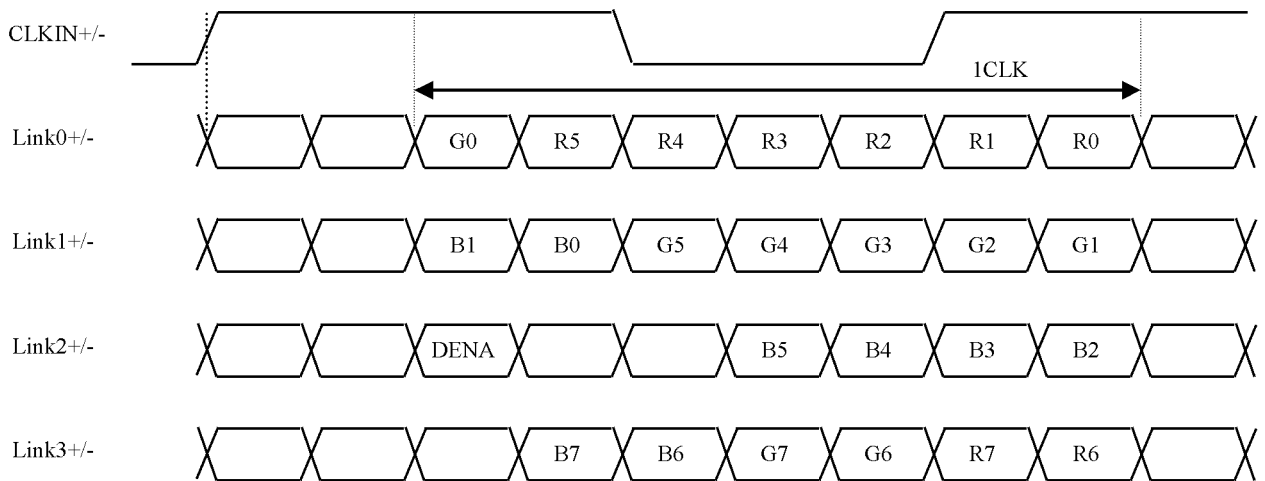 CLKIN+/-
1CLK
Link0+/- G0 R5 R4 R3 R2 R1 R0
Link1+/- B1 B0 G5 G4 G3 G2 G1
Link2+/- DENA B5 B4 B3 B2
Link3+/- B7 B6 G7 G6 R7 R6